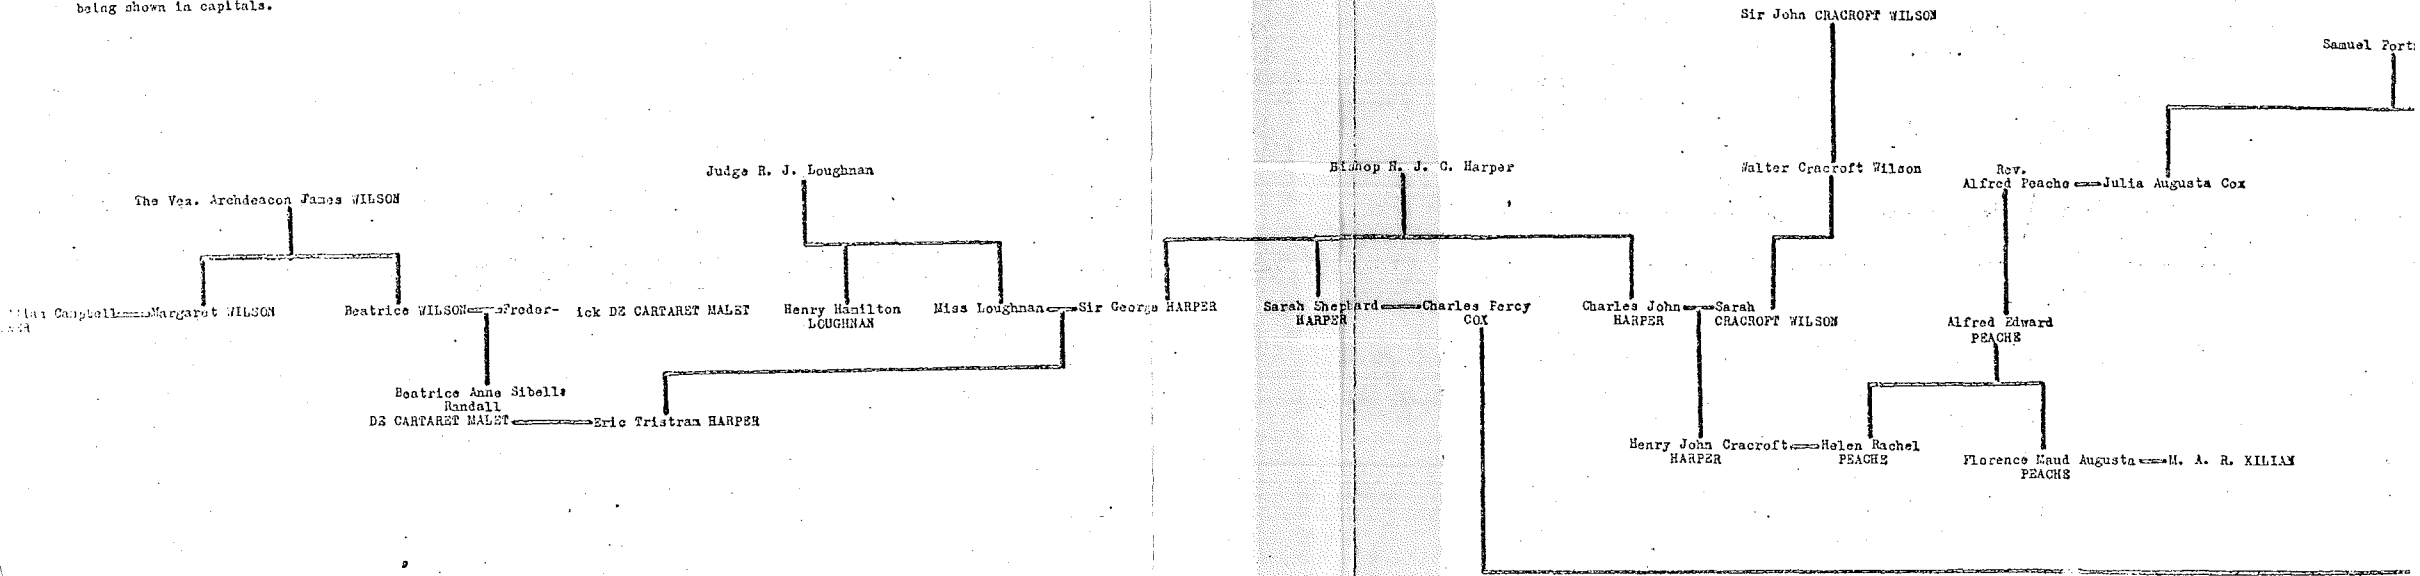 being shown in capitals.
Sir John CRACROFT WILSON
Samuel
Judge R. J. Loughnan
Bishop H. J. C. Harper
Walter Cracroft Wilson
Rev.
Alfred Peache Julia Augusta Cox
The Ven. Archdeacon James WILSON
Campbell Margaret WILSON
Beatrice WILSON Freder- ick DE CARTARET MALET
Henry Hamilton
LOUGHNAN
Miss Loughnan Sir George HARPER
Sarah Shephard Charles Percy
HARPER COX
Charles John Sarah
HARPER CRACROFT WILSON
Alfred Edward
PEACHE
Beatrice Anne Sibella
Randall
DE CARTARET MALET Eric Tristram HARPER
Henry John Cracroft Helen Rachel
HARPER PEACHE
Florence Maud Augusta M. A. R. KILIAN
PEACHE